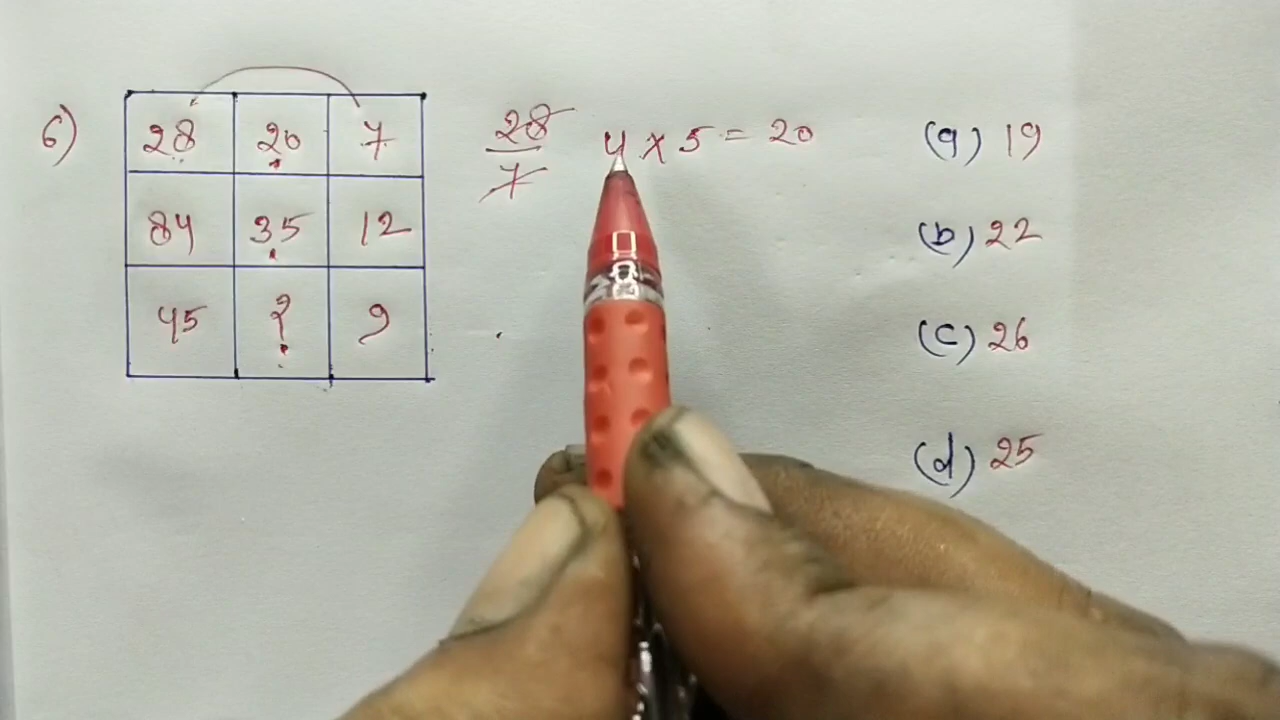 6)
28 20 7
84 35 12
45 ? 9
28
7
4 x 5 = 20
(a) 19
(b) 22
(c) 26
(d) 25